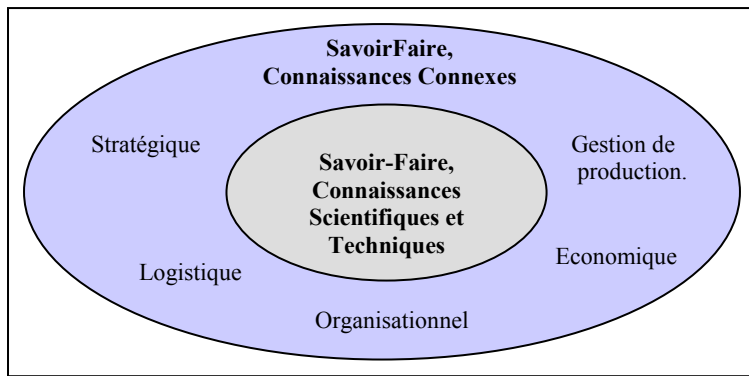 SavoirFaire,
Connaissances Connexes
Stratégique
Gestion de
production.
Savoir-Faire,
Connaissances
Scientifiques et
Techniques
Economique
Logistique
Organisationnel